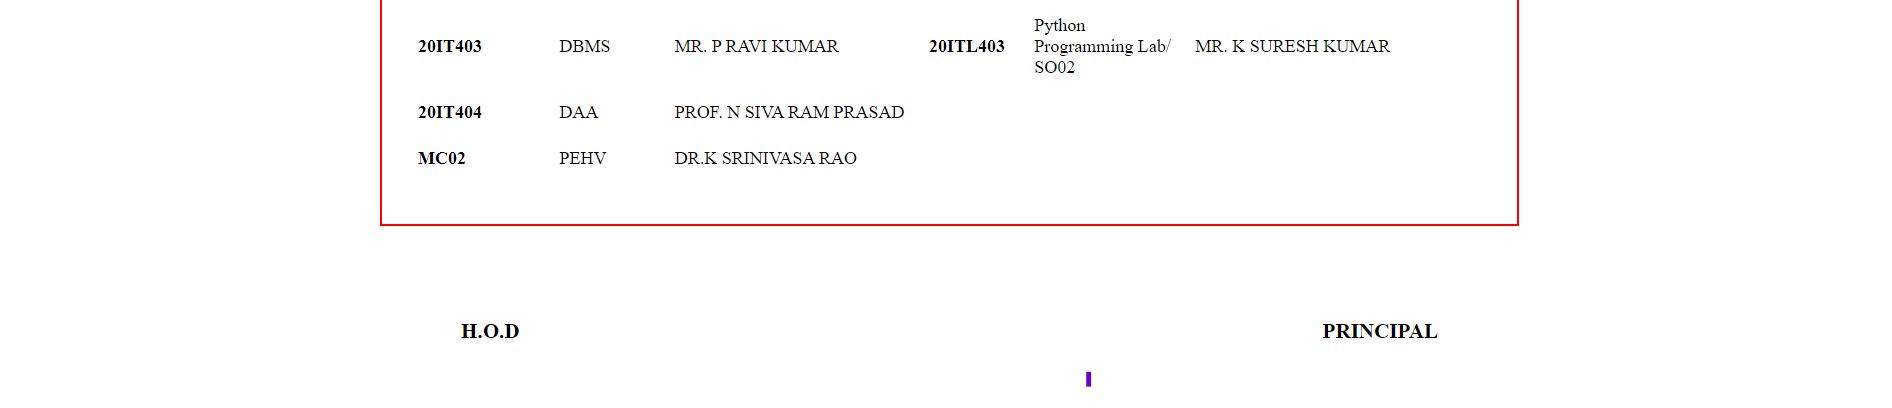 Python
20IT403 DBMS MR. P RAVI KUMAR 20ITL403 Programming Lab/ MR. K SURESH KUMAR
SO02
20IT404 DAA PROF. N SIVA RAM PRASAD
MC02 PEHV DR.K SRINIVASA RAO
H.O.D PRINCIPAL